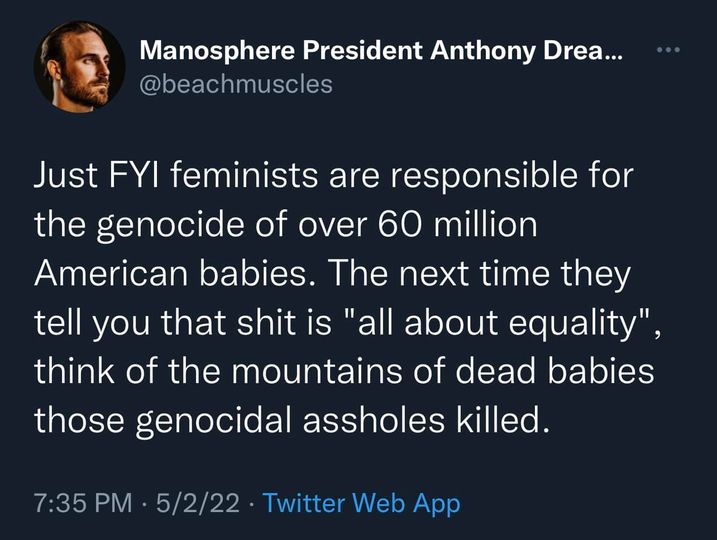 Manosphere President Anthony Drea...
@beachmuscles
Just FYI feminists are responsible for
the genocide of over 60 million
American babies. The next time they
tell you that shit is "all about equality",
think of the mountains of dead babies
those genocidal assholes killed.
7:35 PM · 5/2/22 · Twitter Web App